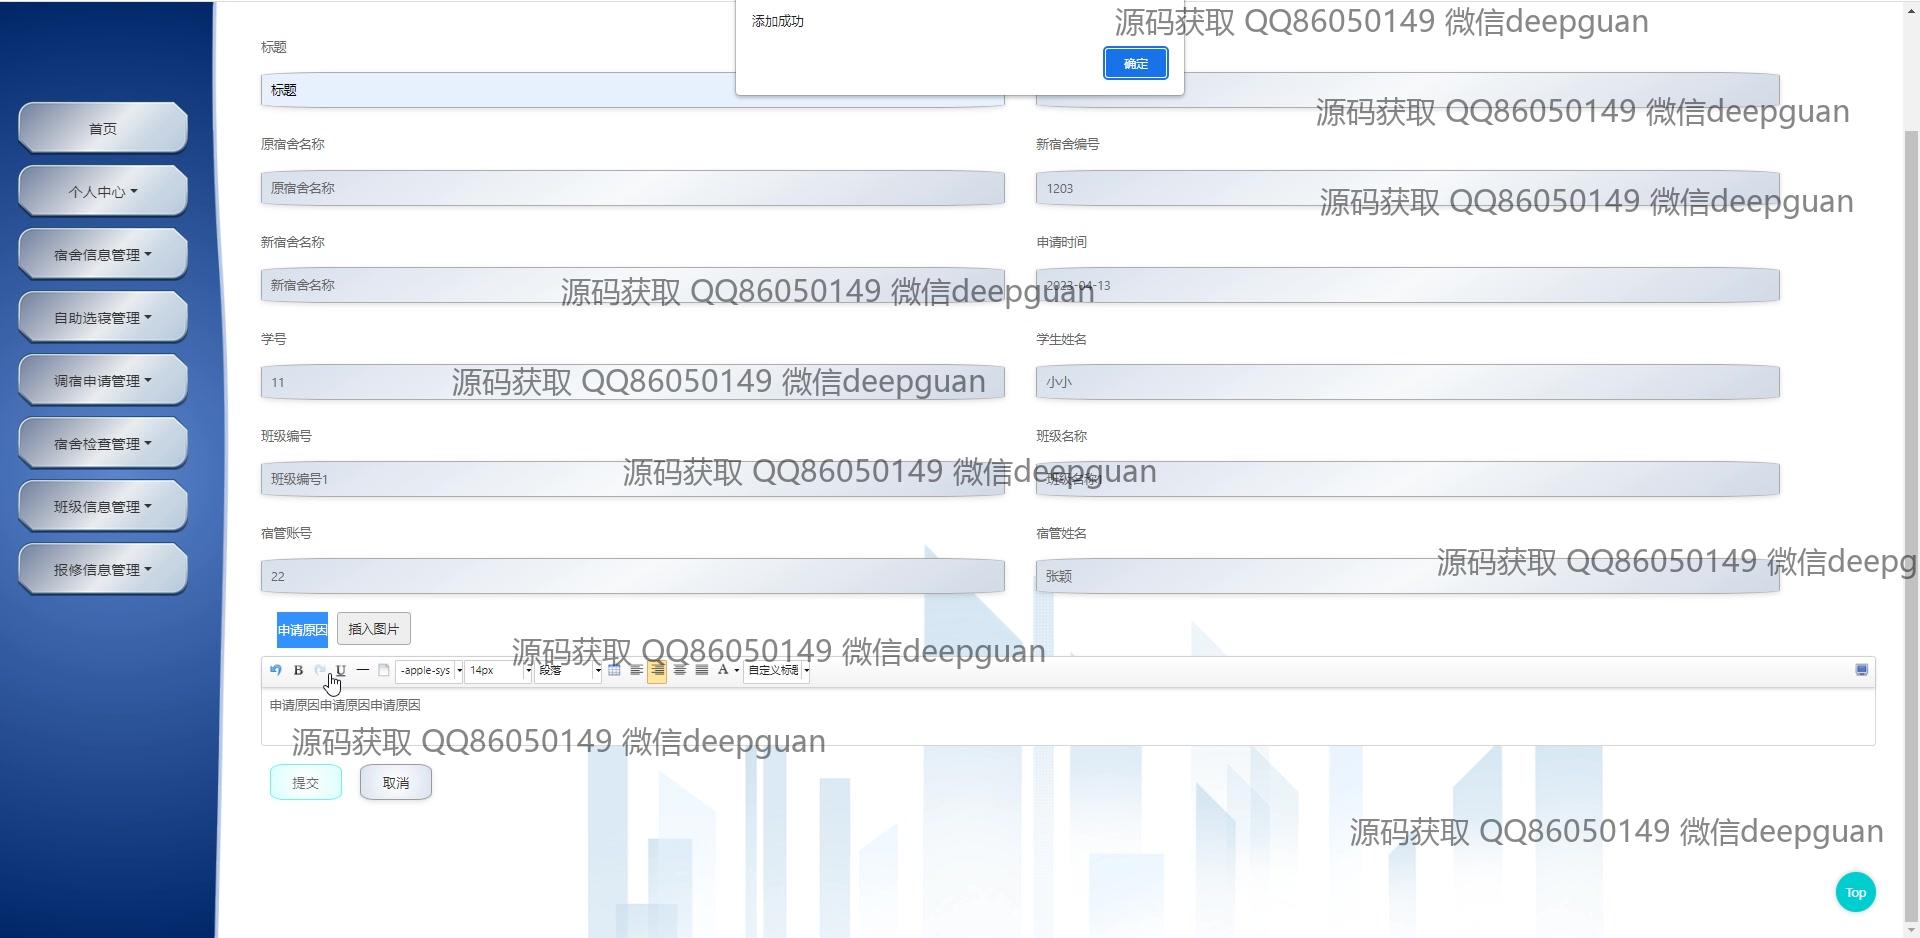 添加成功
确定
源码获取 QQ86050149 微信deepguan
标题
标题
源码获取 QQ86050149 微信deepguan
首页
原宿舍名称
新宿舍编号
原宿舍名称
1203
源码获取 QQ86050149 微信deepguan
个人中心
新宿舍名称
申请时间
宿舍信息管理
新宿舍名称
2023-04-13
源码获取 QQ86050149 微信deepguan
自助选寝管理
学号
学生姓名
11
小小
源码获取 QQ86050149 微信deepguan
调宿申请管理
班级编号
班级名称
宿舍检查管理
班级编号1
班级名称1
源码获取 QQ86050149 微信deepguan
班级信息管理
宿管账号
宿管姓名
22
张颖
源码获取 QQ86050149 微信deepg
报修信息管理
申请原因
插入图片
源码获取 QQ86050149 微信deepguan
B U -apple-sys 14px 段落 A 自定义标题
申请原因申请原因申请原因
源码获取 QQ86050149 微信deepguan
提交
取消
源码获取 QQ86050149 微信deepguan
Top